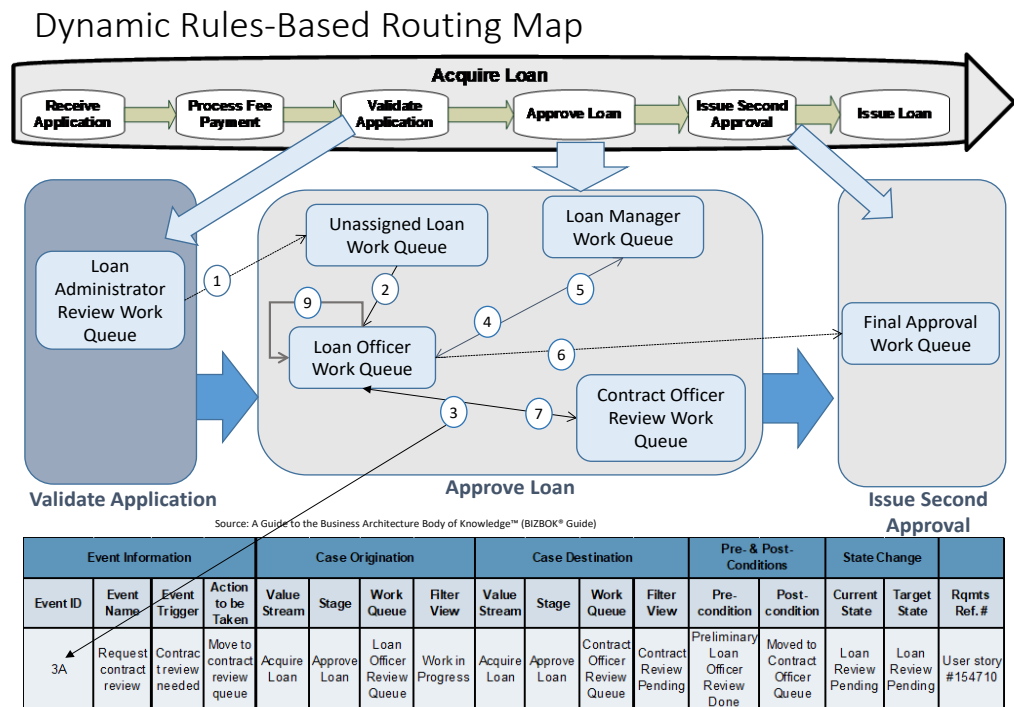 Dynamic Rules-Based Routing Map
Acquire Loan
Receive
Application
Process Fee
Payment
Validate
Application
Approve Loan
Issue Second
Approval
Issue Loan
Loan
Administrator
Review Work
Queue
Unassigned Loan
Work Queue
Loan Manager
Work Queue
Loan Officer
Work Queue
Contract Officer
Review Work
Queue
Final Approval
Work Queue
1
2
9
5
4
6
3
7
Validate Application
Approve Loan
Issue Second
Approval
Source: A Guide to the Business Architecture Body of Knowledge™ (BIZBOK® Guide)
Event Information
Case Origination
Case Destination
Pre- & Post-
Conditions
State Change
Event ID
Event
Name
Event
Trigger
Action
to be
Taken
Value
Stream
Stage
Work
Queue
Filter
View
Value
Stream
Stage
Work
Queue
Filter
View
Pre-
condition
Post-
condition
Current
State
Target
State
Rqmts
Ref. #
3A
Request
contract
review
Contrac
t review
needed
Move to
contract
review
queue
Acquire
Loan
Approve
Loan
Loan
Officer
Review
Queue
Work in
Progress
Acquire
Loan
Approve
Loan
Contract
Officer
Review
Queue
Contract
Review
Pending
Preliminary
Loan
Officer
Review
Done
Moved to
Contract
Officer
Queue
Loan
Review
Pending
Loan
Review
Pending
User story
#154710